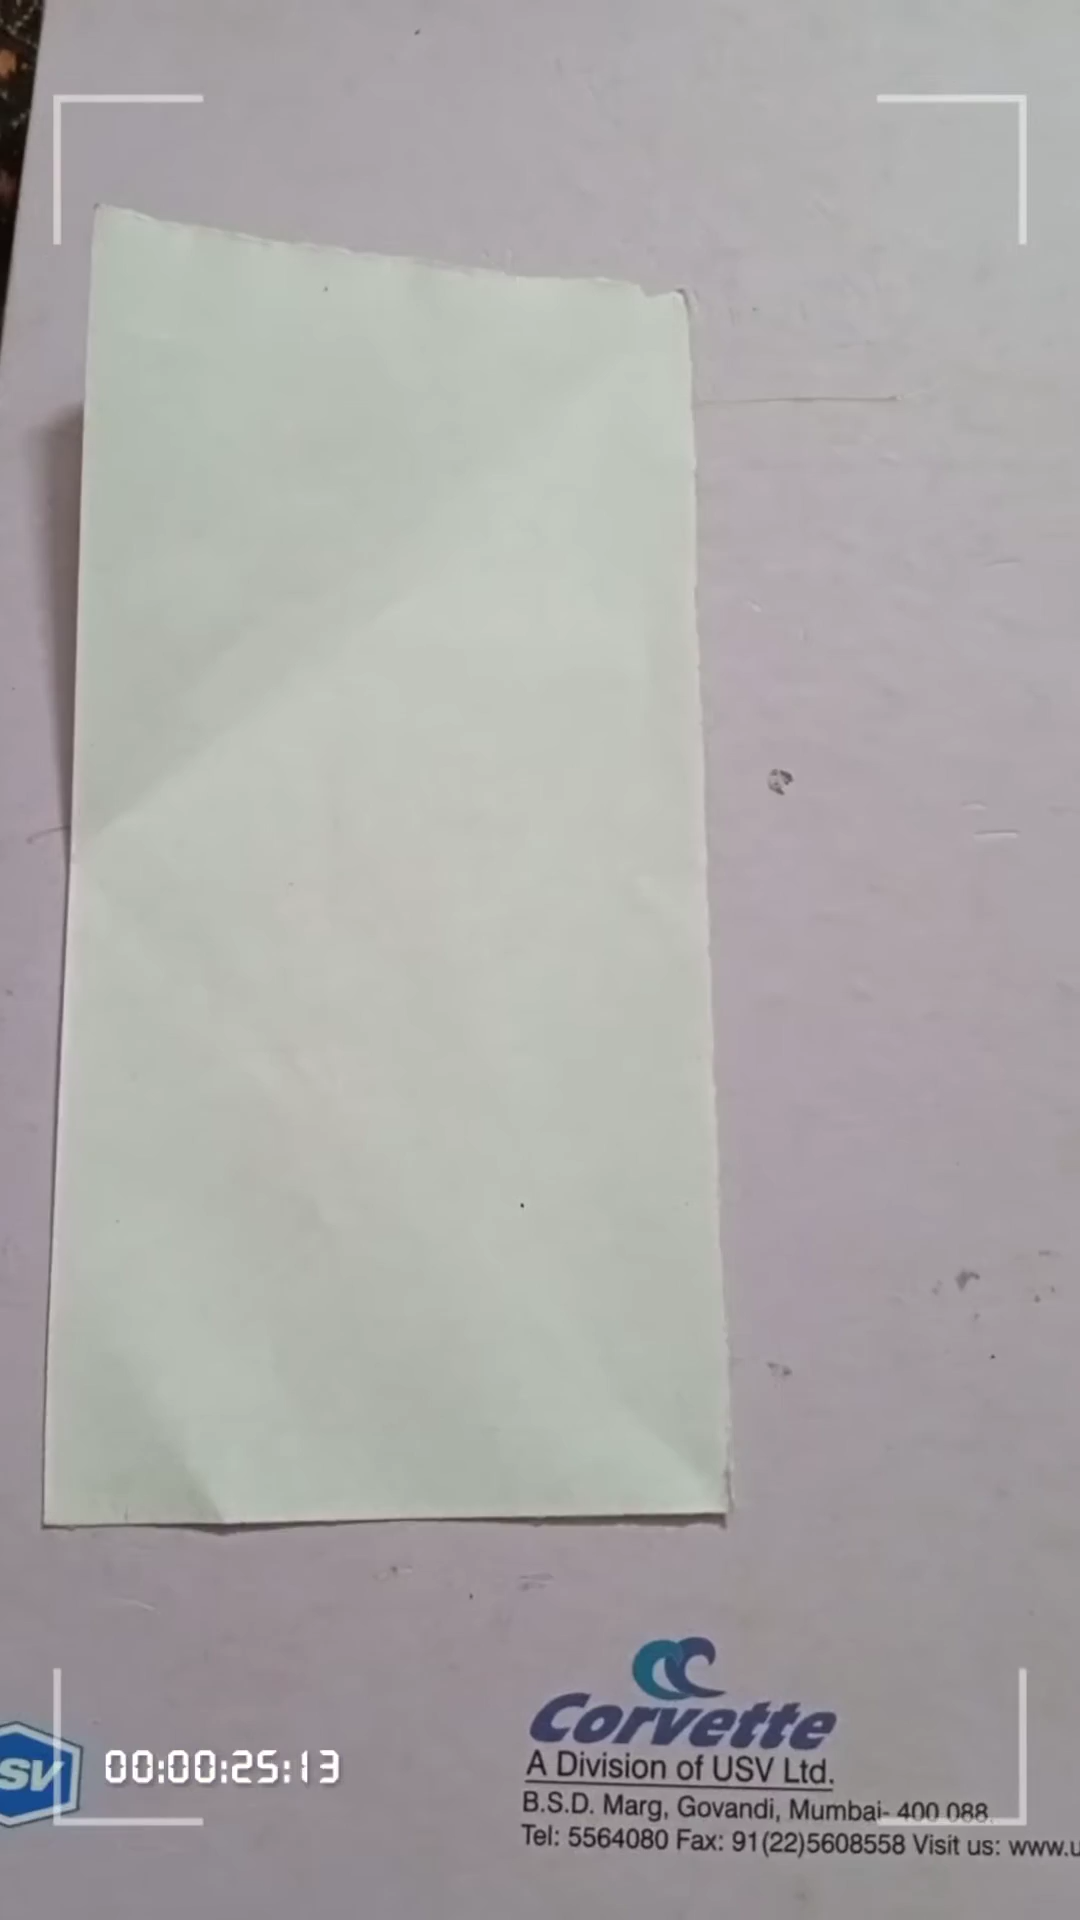 Corvette
A Division of USV Ltd.
B.S.D. Marg, Govandi, Mumbai- 400 088.
Tel: 5564080 Fax: 91(22)5608558 Visit us: www.u
SV
00:00:25:13